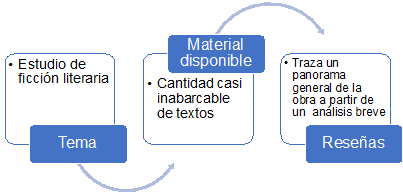 • Estudio de
ficción literaria
Tema
Material
disponible
• Cantidad casi
inabarcable
de textos
• Traza un
panorama
general de la
obra a partir de
un análisis breve
Reseñas